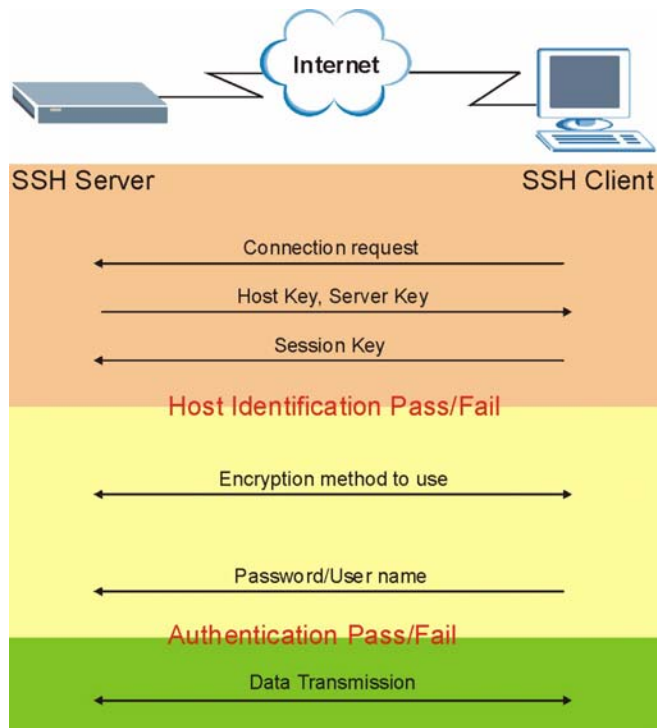 Internet
SSH Server
SSH Client
Connection request
Host Key, Server Key
Session Key
Host Identification Pass/Fail
Encryption method to use
Password/User name
Authentication Pass/Fail
Data Transmission